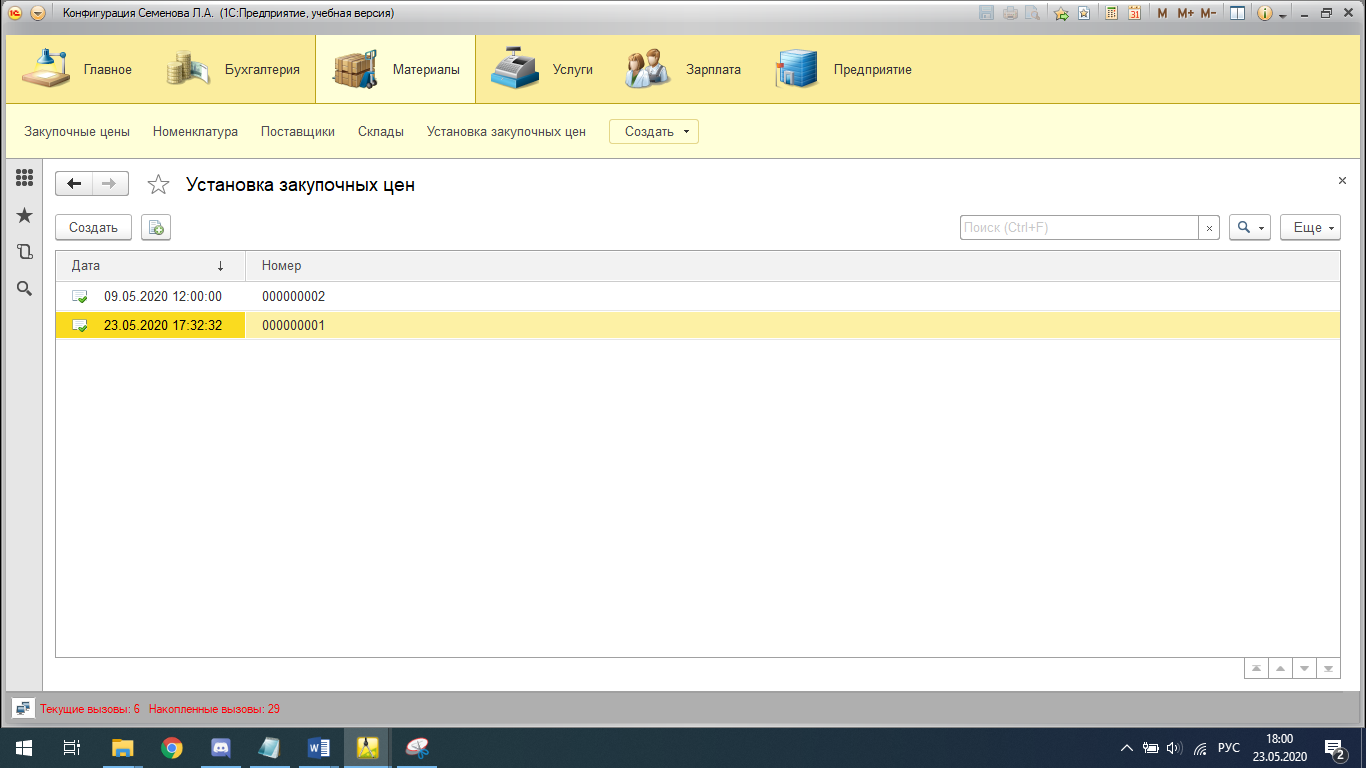 Конфигурация Семенова Л.А. (1С:Предприятие, учебная версия)
31 M M+ M-
Главное Бухгалтерия Материалы Услуги Зарплата Предприятие
Закупочные цены Номенклатура Поставщики Склады Установка закупочных цен Создать
Установка закупочных цен
Создать Поиск (Ctrl+F) Еще
Дата Номер
09.05.2020 12:00:00 000000002
23.05.2020 17:32:32 000000001
Текущие вызовы: 6 Накопленные вызовы: 29
18:00
РУС
23.05.2020
2